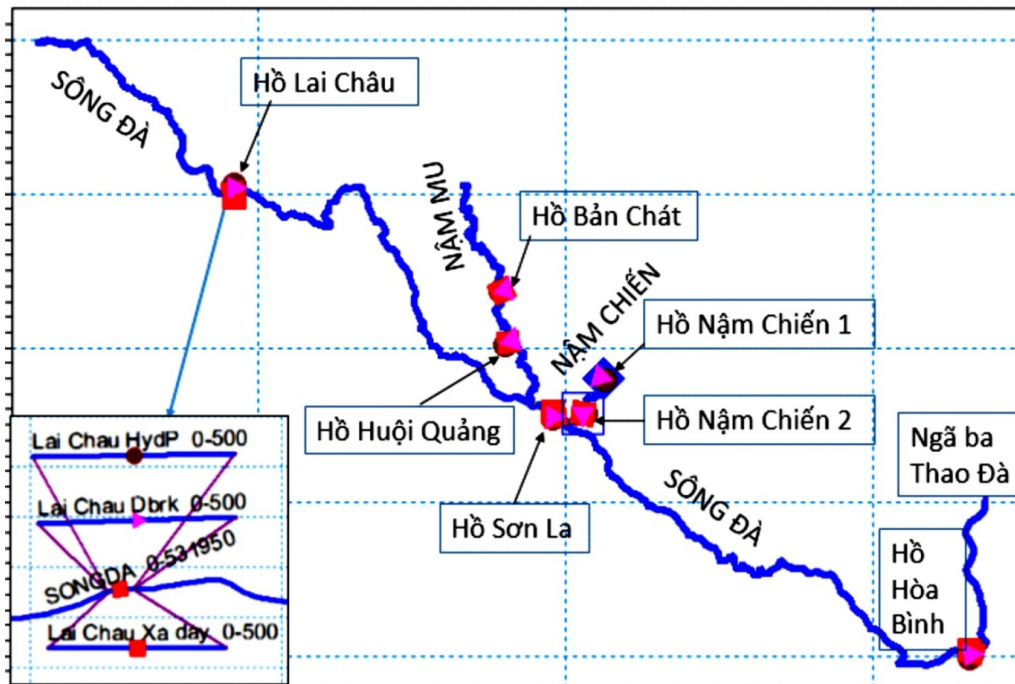 Hồ Lai Châu
SÔNG ĐÀ
NẬM MU
Hồ Bản Chát
NẬM CHIẾN
Hồ Nậm Chiến 1
Hồ Huội Quảng
Hồ Nậm Chiến 2
Hồ Sơn La
SÔNG ĐÀ
Ngã ba
Thao Đà
Hồ
Hòa
Bình
Lai Chau HydP 0-500
Lai Chau Dbrk 0-500
SONGDA 0-531950
Lai Chau Xa day 0-500